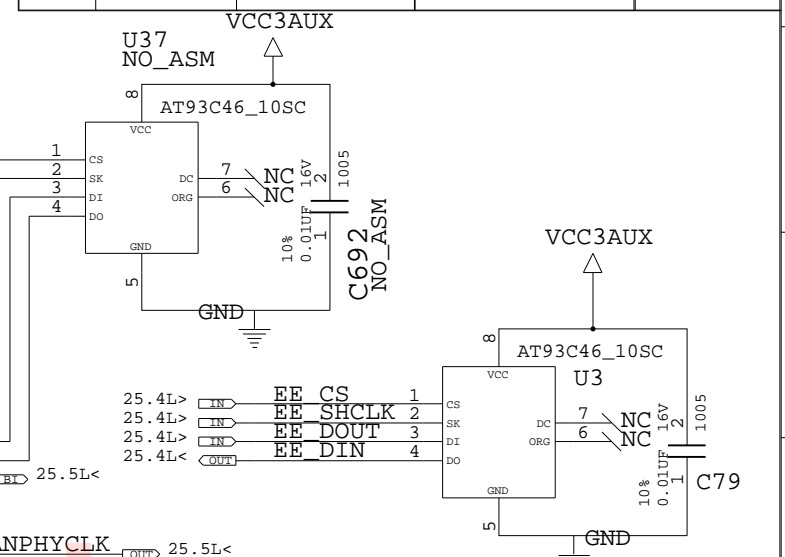 VCC3AUX
U37
NO_ASM
8
AT93C46_10SC
VCC
1 CS
2 SK
3 DI
4 DO
DC 7 NC
ORG 6 NC
GND
5
16V
2
1005
10%
0.01UF
1
C692
NO_ASM
GND
VCC3AUX
8
AT93C46_10SC
U3
VCC
25.4L> IN EE_CS 1 CS
25.4L> IN EE_SHCLK 2 SK
25.4L> IN EE_DOUT 3 DI
25.4L< OUT EE_DIN 4 DO
DC 7 NC
ORG 6 NC
GND
5
16V
2
1005
10%
0.01UF
1
C79
GND
BI 25.5L<
ANPHYCLK OUT 25.5L<